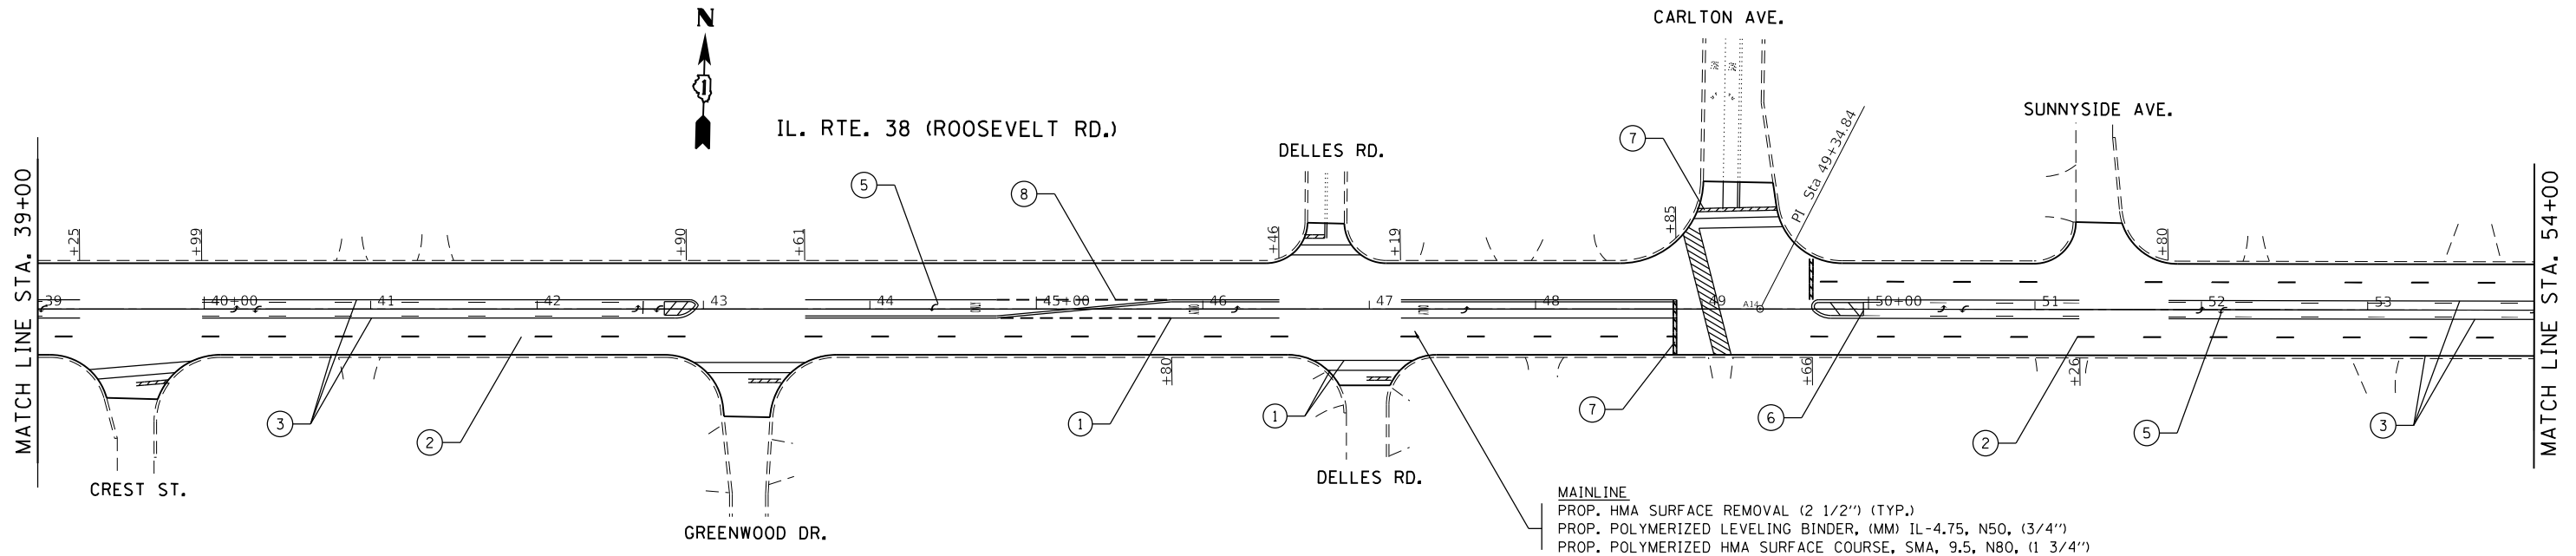 N
CARLTON AVE.
IL. RTE. 38 (ROOSEVELT RD.)
DELLES RD.
SUNNYSIDE AVE.
7
PI Sta 49+34.84
5
8
MATCH LINE STA. 39+00
MATCH LINE STA. 54+00
+25
+99
+90
+61
+46
+19
+85
+80
39
40+00
41
42
43
44
45+00
46
47
48
49
A14
50+00
51
52
53
+80
+66
+26
3
2
1
1
7
6
2
5
3
CREST ST.
GREENWOOD DR.
DELLES RD.
MAINLINE
PROP. HMA SURFACE REMOVAL (2 1/2'') (TYP.)
PROP. POLYMERIZED LEVELING BINDER, (MM) IL-4.75, N50, (3/4'')
PROP. POLYMERIZED HMA SURFACE COURSE, SMA, 9.5, N80, (1 3/4'')